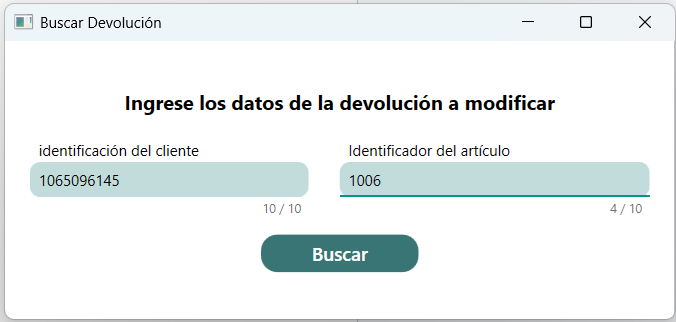 Buscar Devolución
Ingrese los datos de la devolución a modificar
identificación del cliente
Identificador del artículo
1065096145
1006
10 / 10
4 / 10
Buscar